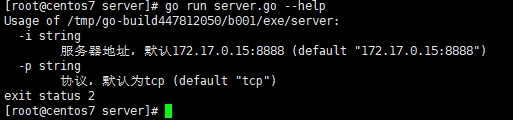 [root@centos7 server]# go run server.go --help
Usage of /tmp/go-build447812050/b001/exe/server:
  -i string
        服务器地址, 默认172.17.0.15:8888 (default "172.17.0.15:8888")
  -p string
        协议, 默认为tcp (default "tcp")
exit status 2
[root@centos7 server]#